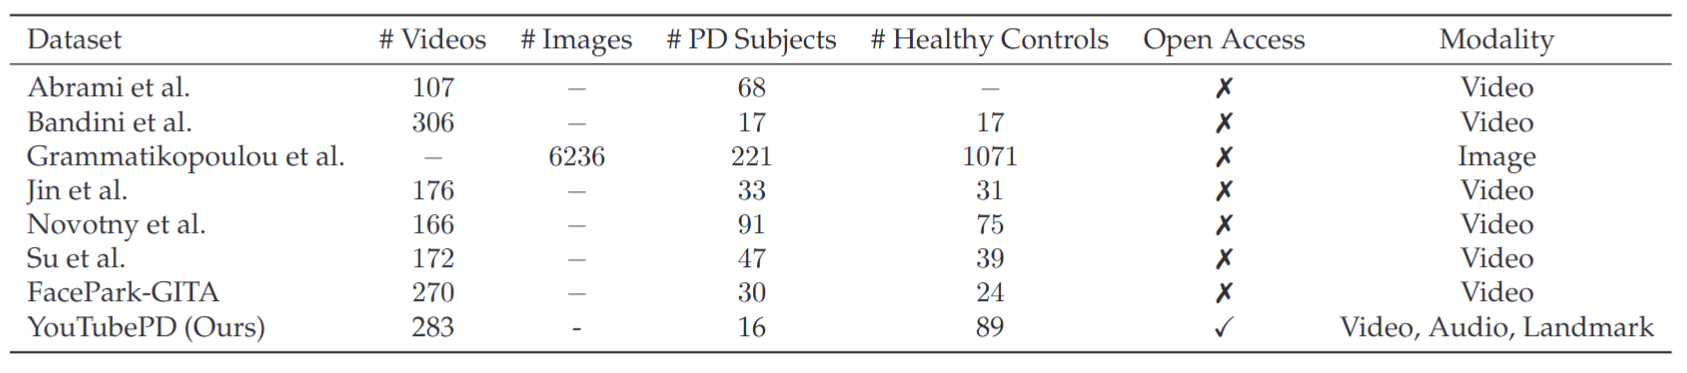 Dataset # Videos # Images # PD Subjects # Healthy Controls Open Access Modality
Abrami et al. 107 – 68 – ✗ Video
Bandini et al. 306 – 17 17 ✗ Video
Grammatikopoulou et al. – 6236 221 1071 ✗ Image
Jin et al. 176 – 33 31 ✗ Video
Novotny et al. 166 – 91 75 ✗ Video
Su et al. 172 – 47 39 ✗ Video
FacePark-GITA 270 – 30 24 ✗ Video
YouTubePD (Ours) 283 - 16 89 ✓ Video, Audio, Landmark